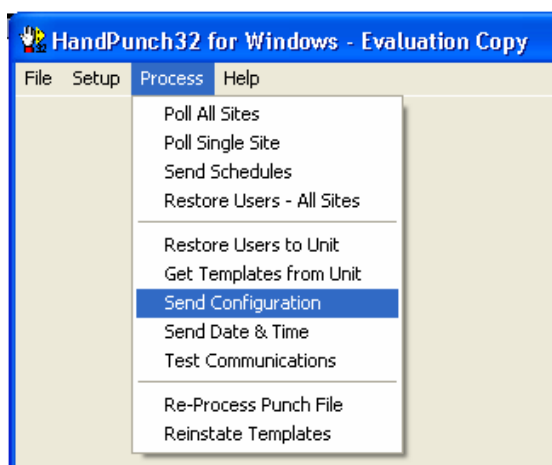 HandPunch32 for Windows - Evaluation Copy
File Setup Process Help
Poll All Sites
Poll Single Site
Send Schedules
Restore Users - All Sites
Restore Users to Unit
Get Templates from Unit
Send Configuration
Send Date & Time
Test Communications
Re-Process Punch File
Reinstate Templates